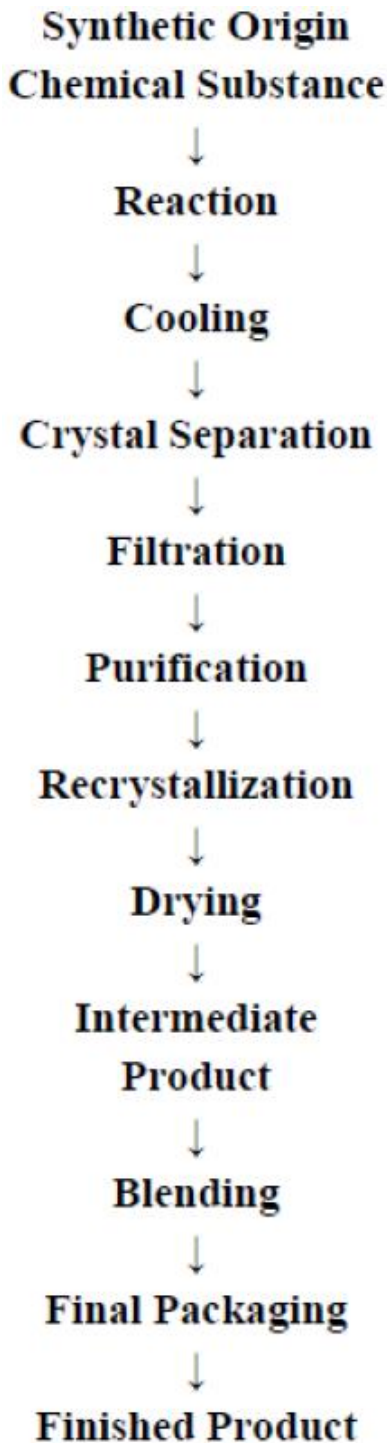 Synthetic Origin
Chemical Substance
↓
Reaction
↓
Cooling
↓
Crystal Separation
↓
Filtration
↓
Purification
↓
Recrystallization
↓
Drying
↓
Intermediate
Product
↓
Blending
↓
Final Packaging
↓
Finished Product